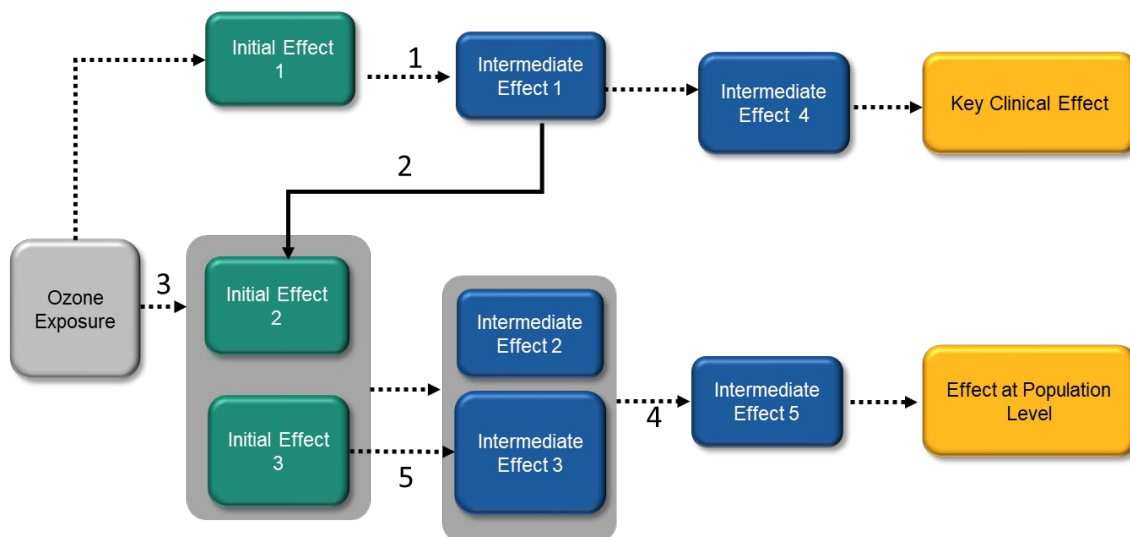 Initial Effect
1
1
Intermediate
Effect 1
Intermediate
Effect 4
Key Clinical Effect
2
Ozone
Exposure
3
Initial Effect
2
Intermediate
Effect 2
Initial Effect
3
5
Intermediate
Effect 3
4
Intermediate
Effect 5
Effect at Population
Level